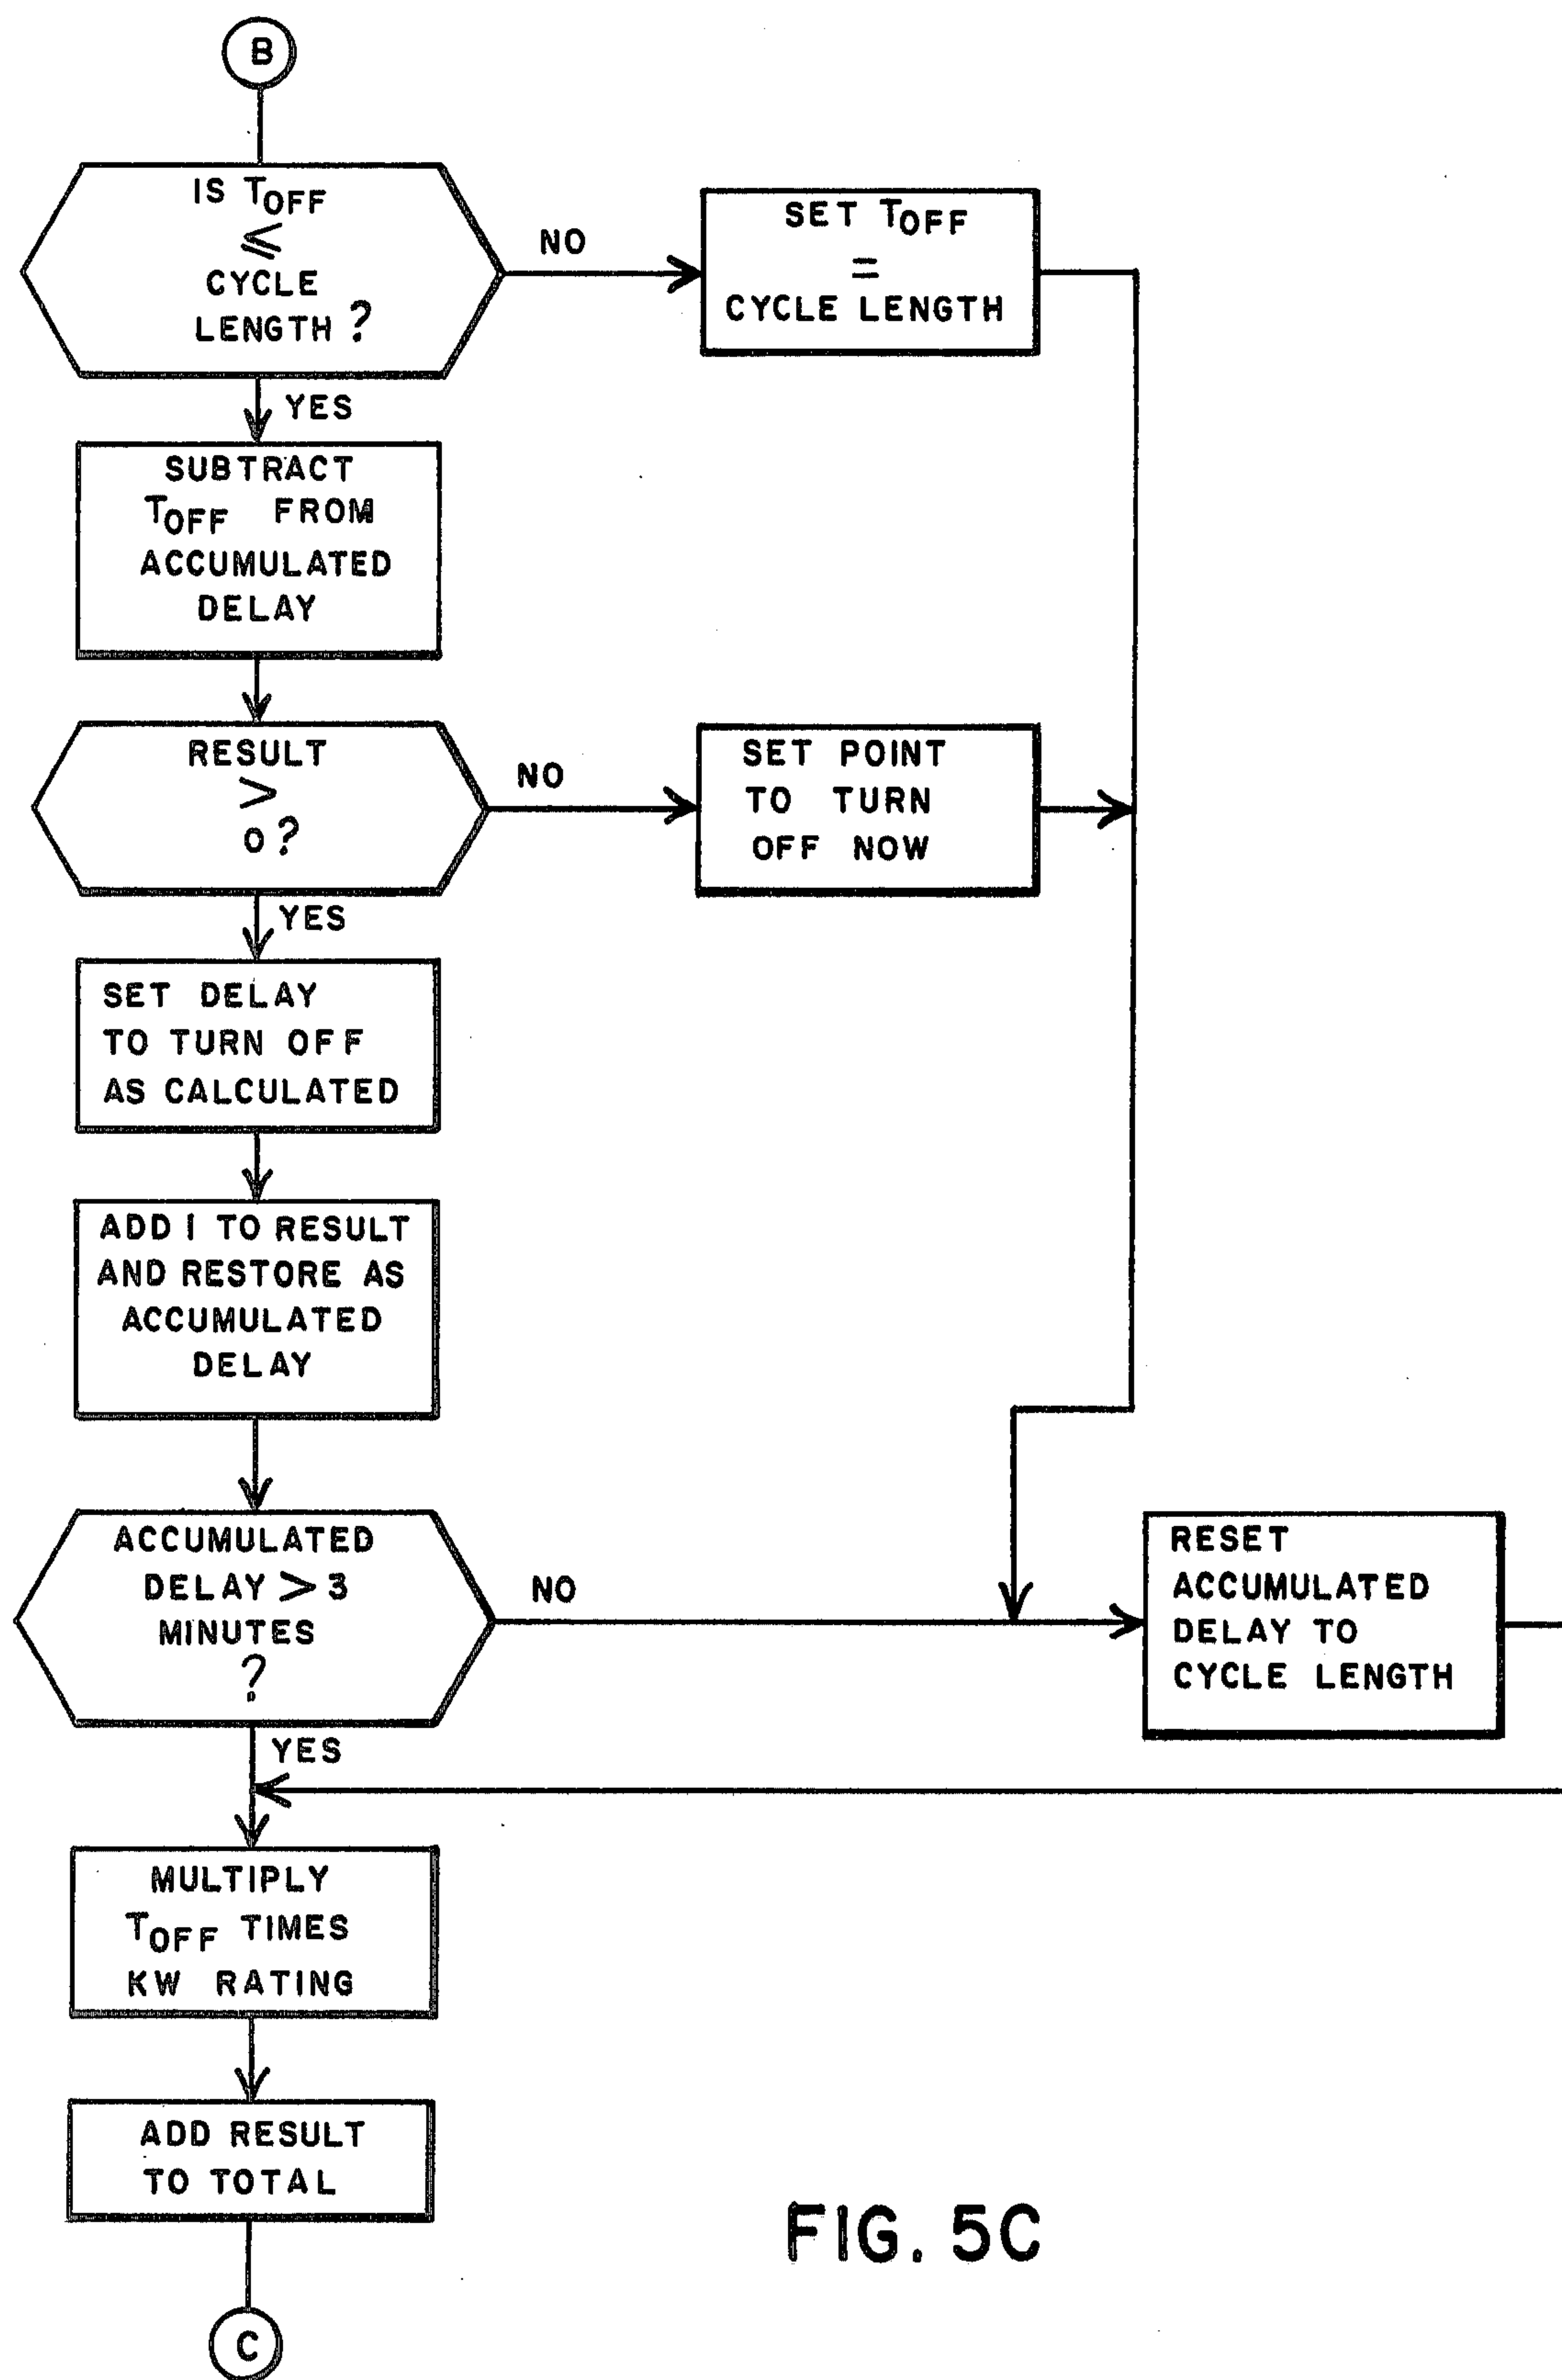 B
IS TOFF
≤
CYCLE
LENGTH ?
NO
SET TOFF
=
CYCLE LENGTH
YES
SUBTRACT
TOFF FROM
ACCUMULATED
DELAY
RESULT
>
0 ?
NO
SET POINT
TO TURN
OFF NOW
YES
SET DELAY
TO TURN OFF
AS CALCULATED
ADD 1 TO RESULT
AND RESTORE AS
ACCUMULATED
DELAY
ACCUMULATED
DELAY > 3
MINUTES
?
NO
RESET
ACCUMULATED
DELAY TO
CYCLE LENGTH
YES
MULTIPLY
TOFF TIMES
KW RATING
ADD RESULT
TO TOTAL
FIG. 5C
C